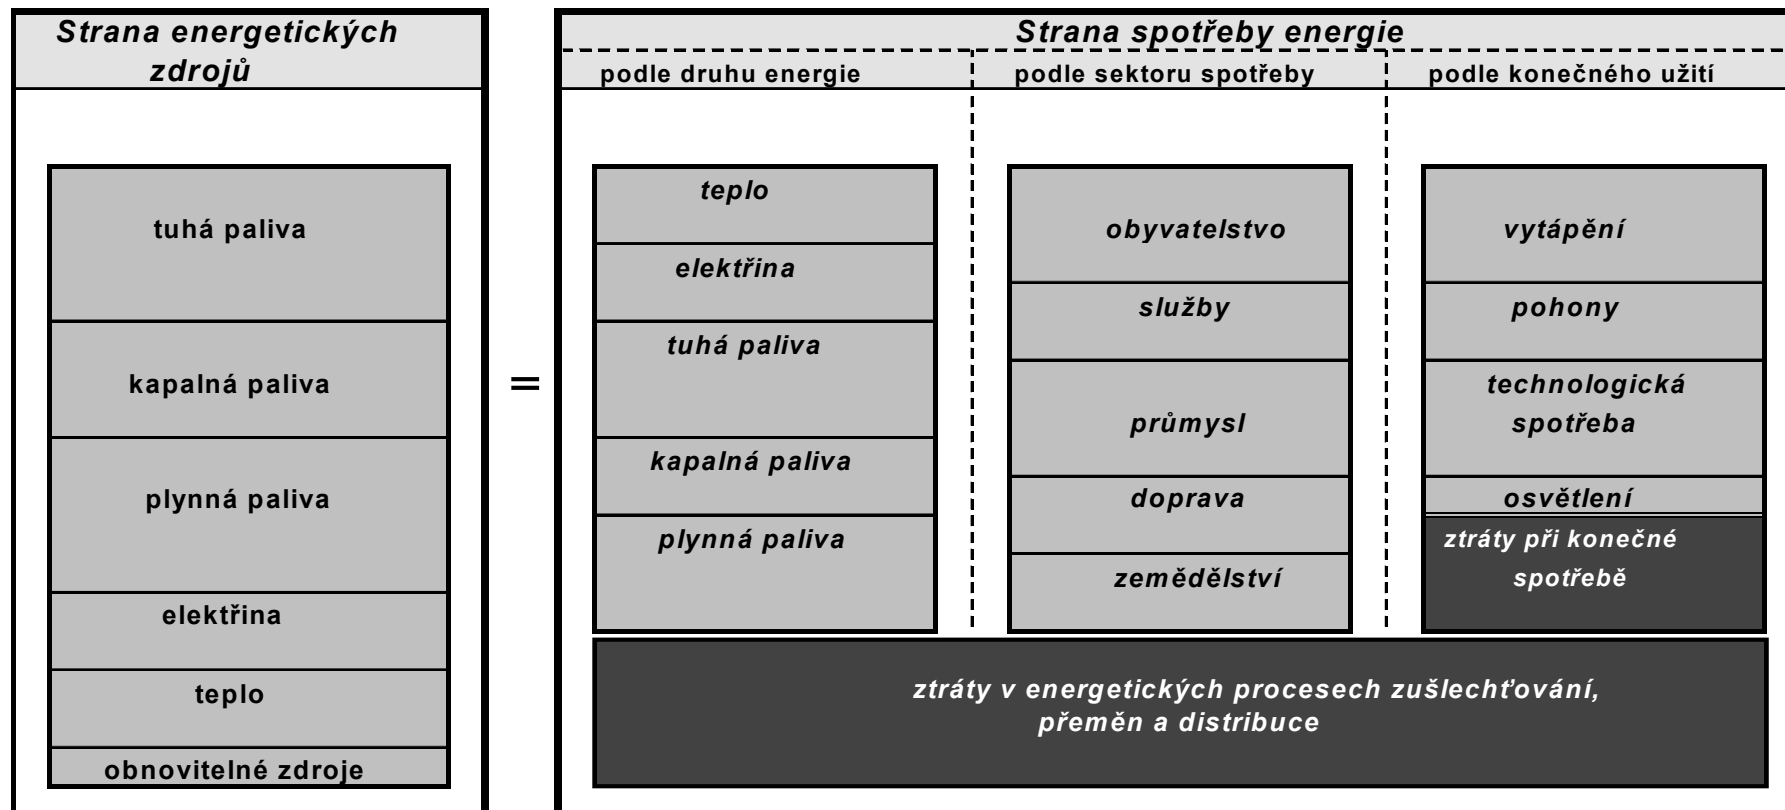 Strana energetických
zdrojů
tuhá paliva
kapalná paliva
plynná paliva
elektřina
teplo
obnovitelné zdroje
=
Strana spotřeby energie
podle druhu energie
podle sektoru spotřeby
podle konečného užití
teplo
elektřina
tuhá paliva
kapalná paliva
plynná paliva
obyvatelstvo
služby
průmysl
doprava
zemědělství
vytápění
pohony
technologická
spotřeba
osvětlení
ztráty při konečné
spotřebě
ztráty v energetických procesech zušlechťování,
přeměn a distribuce